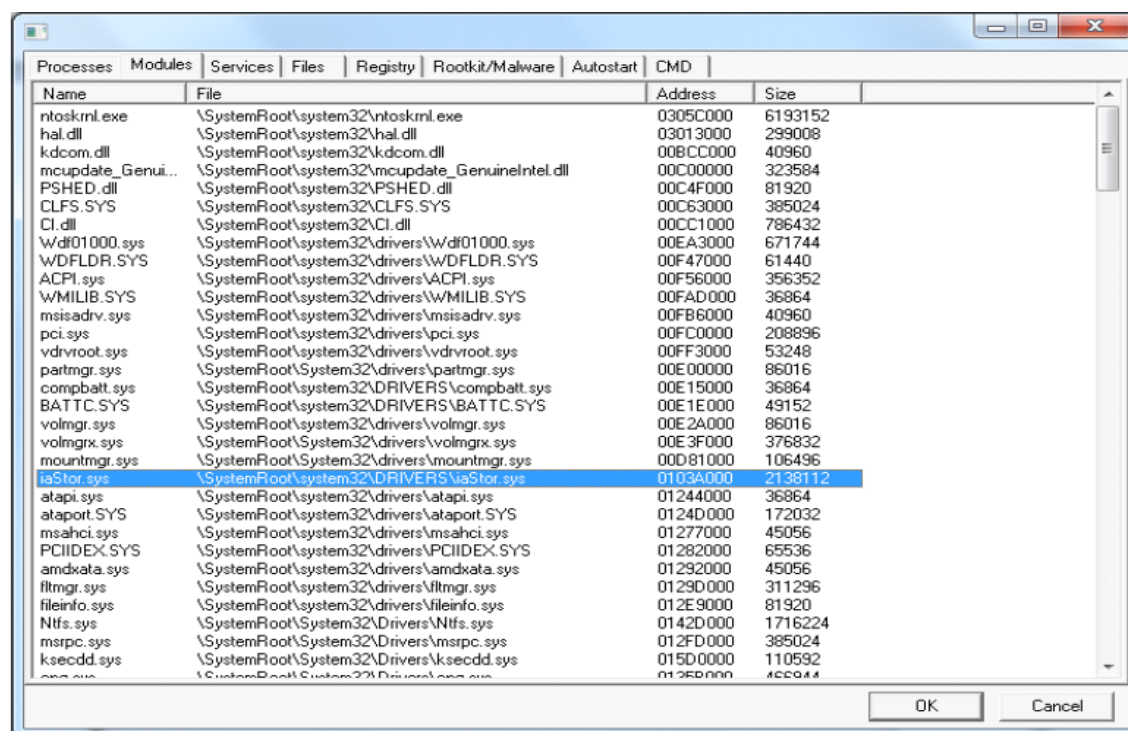 Processes Modules Services Files Registry Rootkit/Malware Autostart CMD
Name File Address Size
ntoskrnl.exe \SystemRoot\system32\ntoskrnl.exe 0305C000 6193152
hal.dll \SystemRoot\system32\hal.dll 03013000 299008
kdcom.dll \SystemRoot\system32\kdcom.dll 00BCC000 40960
mcupdate_Genui... \SystemRoot\system32\mcupdate_GenuineIntel.dll 00C00000 323584
PSHED.dll \SystemRoot\system32\PSHED.dll 00C4F000 81920
CLFS.SYS \SystemRoot\system32\CLFS.SYS 00C63000 385024
CI.dll \SystemRoot\system32\CI.dll 00CC1000 786432
Wdf01000.sys \SystemRoot\system32\drivers\Wdf01000.sys 00EA3000 671744
WDFLDR.SYS \SystemRoot\system32\drivers\WDFLDR.SYS 00F47000 61440
ACPI.sys \SystemRoot\system32\drivers\ACPI.sys 00F56000 356352
WMILIB.SYS \SystemRoot\system32\drivers\WMILIB.SYS 00FAD000 36864
msisadrv.sys \SystemRoot\system32\drivers\msisadrv.sys 00FB6000 40960
pci.sys \SystemRoot\system32\drivers\pci.sys 00FC0000 208896
vdrvroot.sys \SystemRoot\system32\drivers\vdrvroot.sys 00FF3000 53248
partmgr.sys \SystemRoot\System32\drivers\partmgr.sys 00E00000 86016
compbatt.sys \SystemRoot\system32\DRIVERS\compbatt.sys 00E15000 36864
BATTC.SYS \SystemRoot\system32\DRIVERS\BATTC.SYS 00E1E000 49152
volmgr.sys \SystemRoot\system32\drivers\volmgr.sys 00E2A000 86016
volmgrx.sys \SystemRoot\System32\drivers\volmgrx.sys 00E3F000 376832
mountmgr.sys \SystemRoot\System32\drivers\mountmgr.sys 00D81000 106496
iaStor.sys \SystemRoot\system32\DRIVERS\iaStor.sys 0103A000 2138112
atapi.sys \SystemRoot\system32\drivers\atapi.sys 01244000 36864
ataport.SYS \SystemRoot\system32\drivers\ataport.SYS 0124D000 172032
msahci.sys \SystemRoot\system32\drivers\msahci.sys 01277000 45056
PCIIDEX.SYS \SystemRoot\system32\drivers\PCIIDEX.SYS 01282000 65536
amdxata.sys \SystemRoot\system32\drivers\amdxata.sys 01292000 45056
fltmgr.sys \SystemRoot\system32\drivers\fltmgr.sys 0129D000 311296
fileinfo.sys \SystemRoot\system32\drivers\fileinfo.sys 012E9000 81920
Ntfs.sys \SystemRoot\System32\Drivers\Ntfs.sys 0142D000 1716224
msrpc.sys \SystemRoot\System32\Drivers\msrpc.sys 012FD000 385024
ksecdd.sys \SystemRoot\System32\Drivers\ksecdd.sys 015D0000 110592
OK Cancel